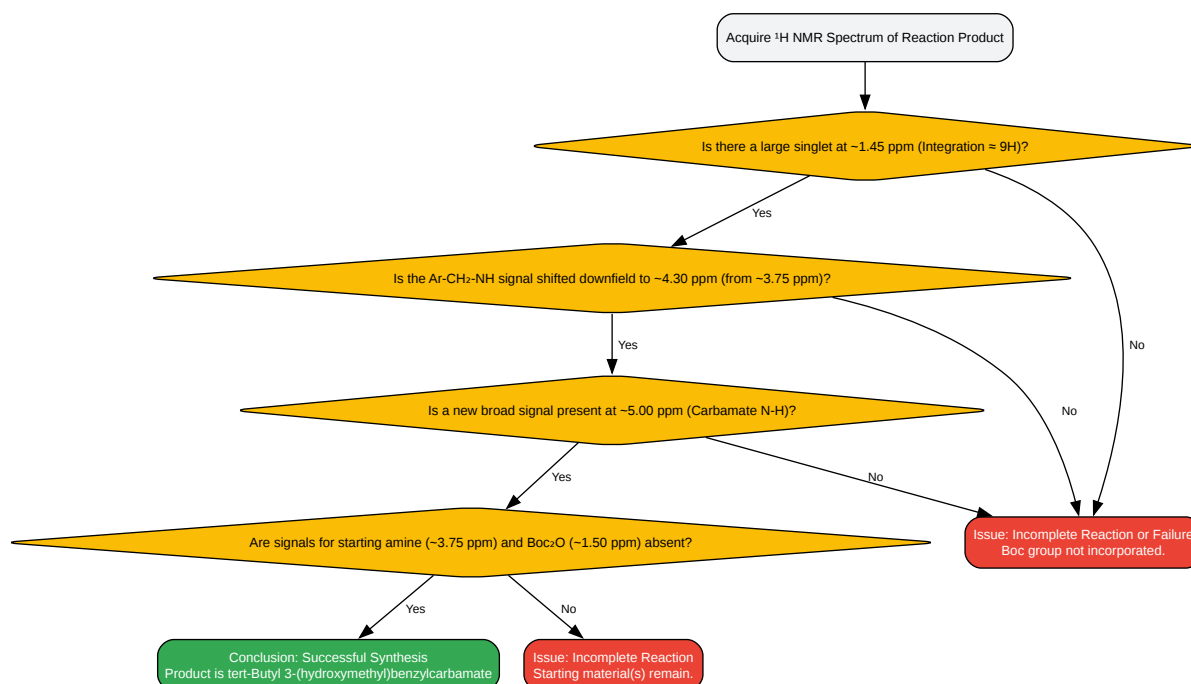 Acquire ¹H NMR Spectrum of Reaction Product
Is there a large singlet at ~1.45 ppm (Integration ≈ 9H)?
Yes
Is the Ar-CH₂-NH signal shifted downfield to ~4.30 ppm (from ~3.75 ppm)?
No
Yes
Is a new broad signal present at ~5.00 ppm (Carbamate N-H)?
No
Yes
No
Are signals for starting amine (~3.75 ppm) and Boc₂O (~1.50 ppm) absent?
Issue: Incomplete Reaction or Failure
Boc group not incorporated.
Yes
No
Conclusion: Successful Synthesis
Product is tert-Butyl 3-(hydroxymethyl)benzylcarbamate
Issue: Incomplete Reaction
Starting material(s) remain.